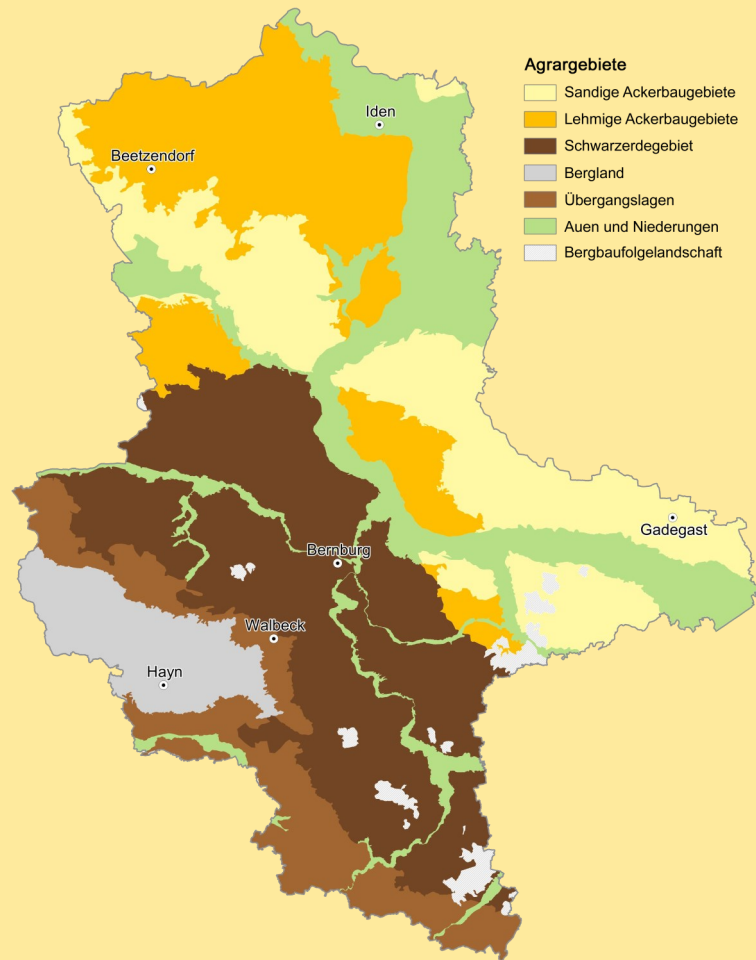 Agrargebiete
Sandige Ackerbaugebiete
Lehmige Ackerbaugebiete
Schwarzerdegebiet
Bergland
Übergangslagen
Auen und Niederungen
Bergbaufolgelandschaft
Iden
Beetzendorf
Gadegast
Bernburg
Walbeck
Hayn